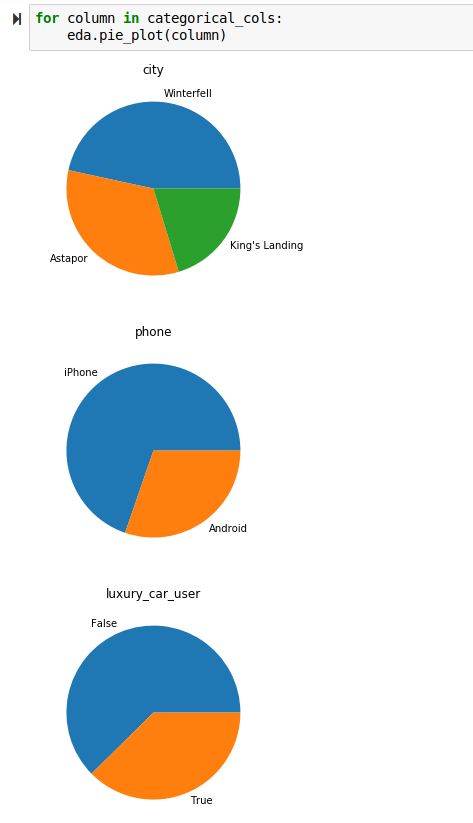 for column in categorical_cols:
    eda.pie_plot(column)
city
Winterfell
Astapor
King's Landing
phone
iPhone
Android
luxury_car_user
False
True